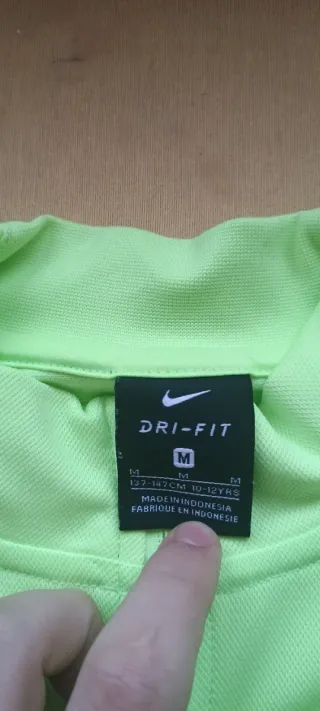 DRI-FIT
M
M M M
137-147CM 10-12YRS
MADE IN INDONESIA
FABRIQUE EN INDONESIE